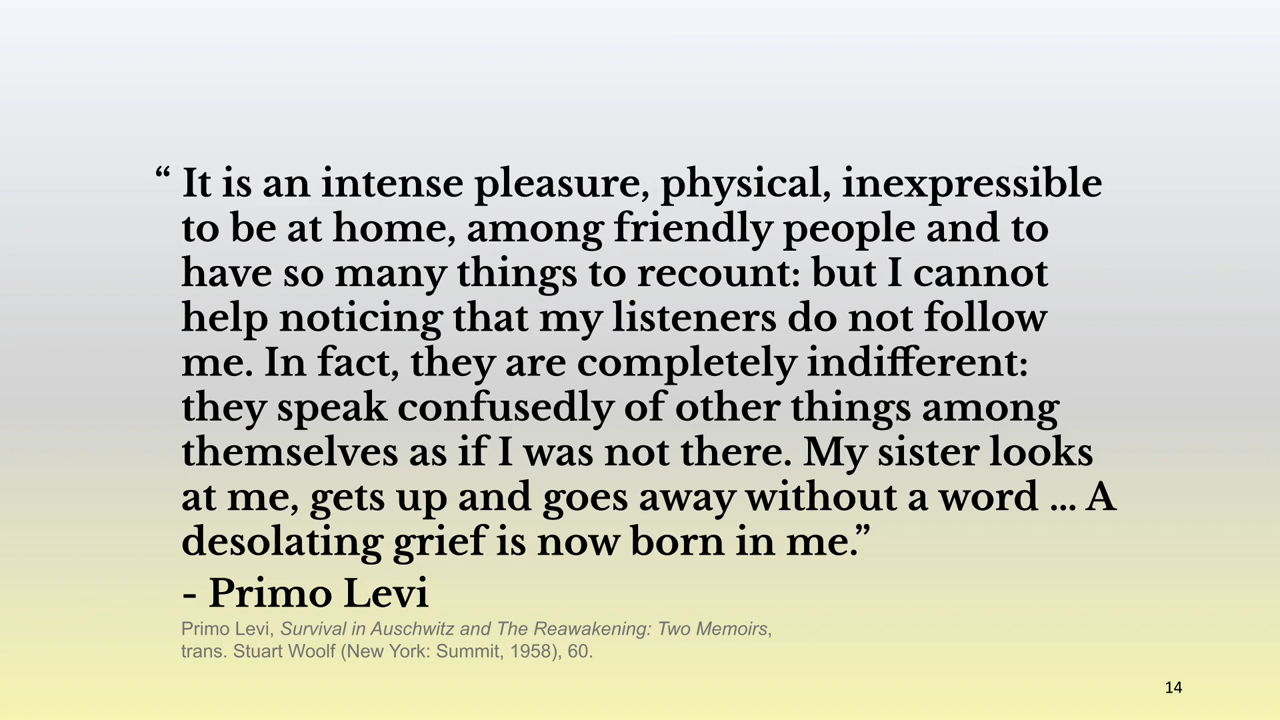 “ It is an intense pleasure, physical, inexpressible
to be at home, among friendly people and to
have so many things to recount: but I cannot
help noticing that my listeners do not follow
me. In fact, they are completely indifferent:
they speak confusedly of other things among
themselves as if I was not there. My sister looks
at me, gets up and goes away without a word ... A
desolating grief is now born in me.”
- Primo Levi
Primo Levi, Survival in Auschwitz and The Reawakening: Two Memoirs,
trans. Stuart Woolf (New York: Summit, 1958), 60.
14